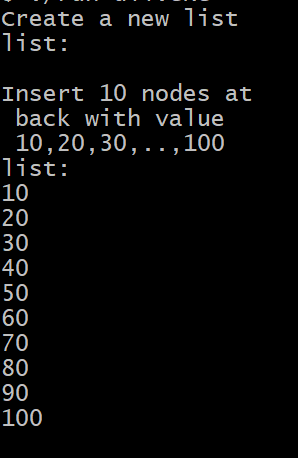 Create a new list
list:

Insert 10 nodes at
 back with value
 10,20,30,..,100
list:
10
20
30
40
50
60
70
80
90
100